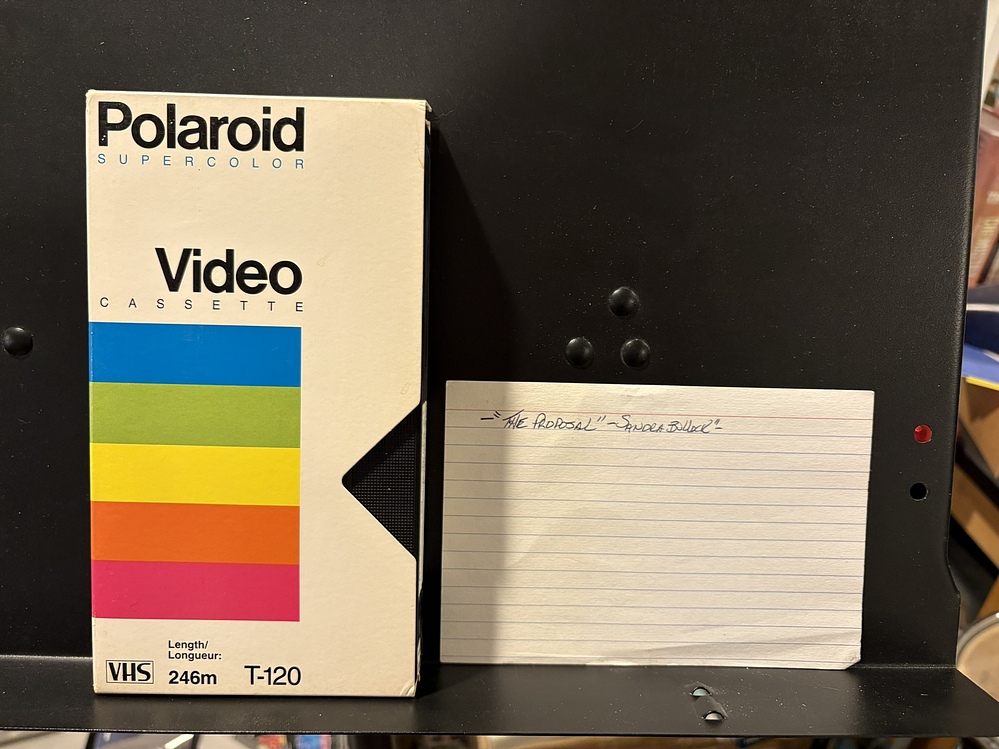 Polaroid
SUPERCOLOR
Video
CASSETTE
Length/
Longueur:
VHS 246m T-120
-"THE PROPOSAL" -SANDRA BULLOCK"-